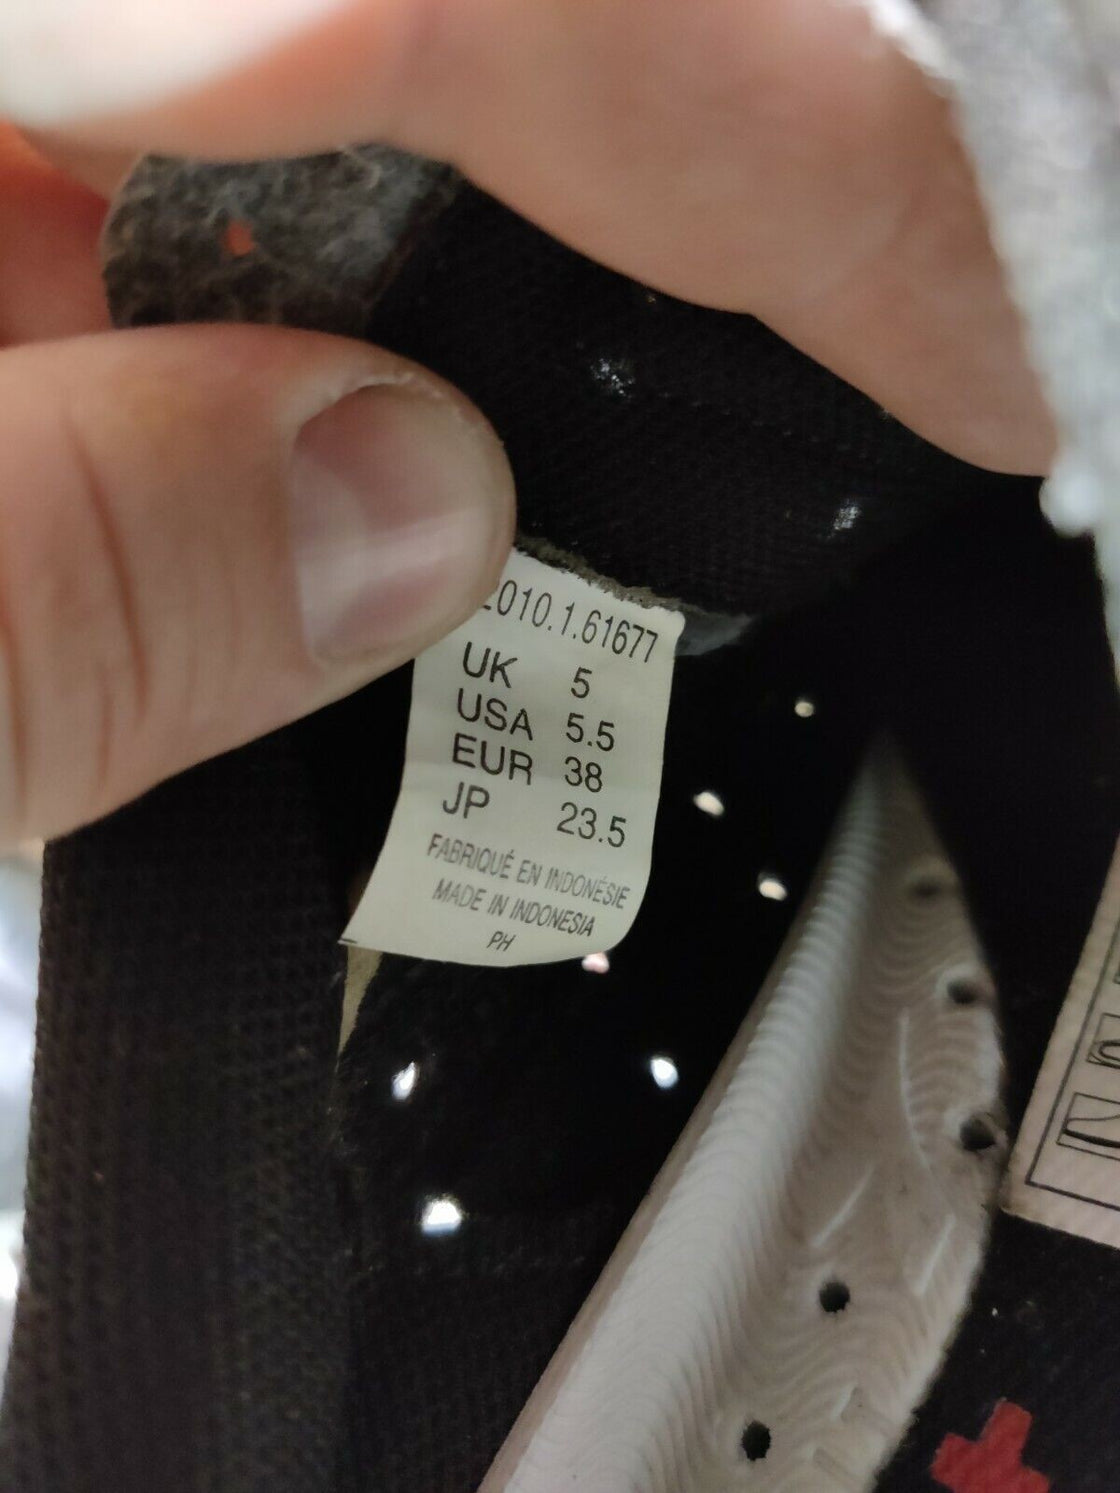 2010.1.61677
UK 5
USA 5.5
EUR 38
JP 23.5
FABRIQUÉ EN INDONÉSIE
MADE IN INDONESIA
PH